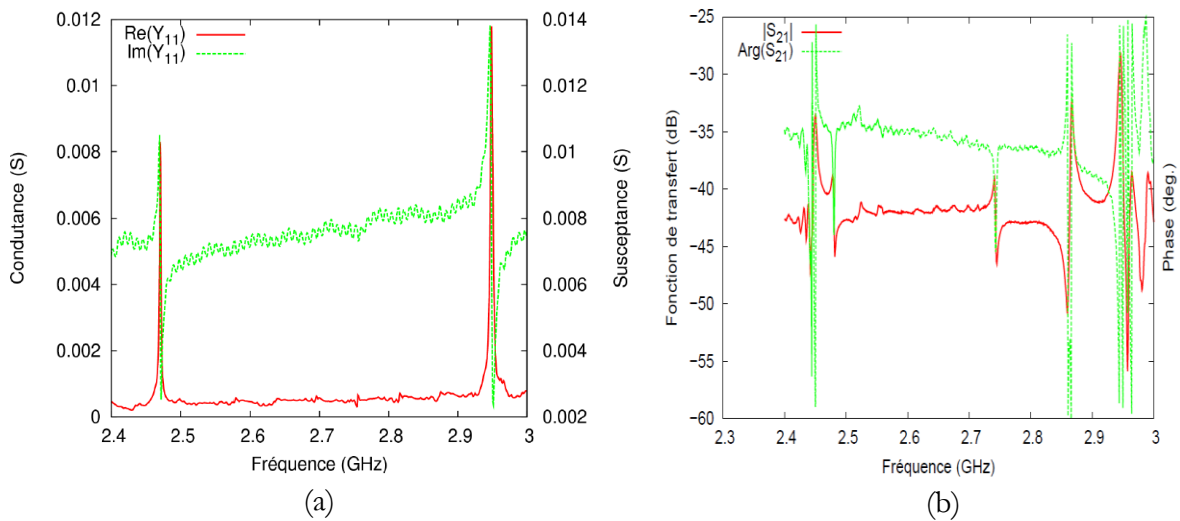 Re(Y11)
Im(Y11)
Condutance (S)
0.012
0.01
0.008
0.006
0.004
0.002
0
2.4 2.5 2.6 2.7 2.8 2.9 3
Fréquence (GHz)
0.014
0.012
0.010
0.008
0.006
0.004
0.002
Susceptance (S)
(a)
|S21|
Arg(S21)
Fonction de transfert (dB)
−25
−30
−35
−40
−45
−50
−55
−60
2.3 2.4 2.5 2.6 2.7 2.8 2.9 3
Fréquence (GHz)
Phase (deg.)
(b)